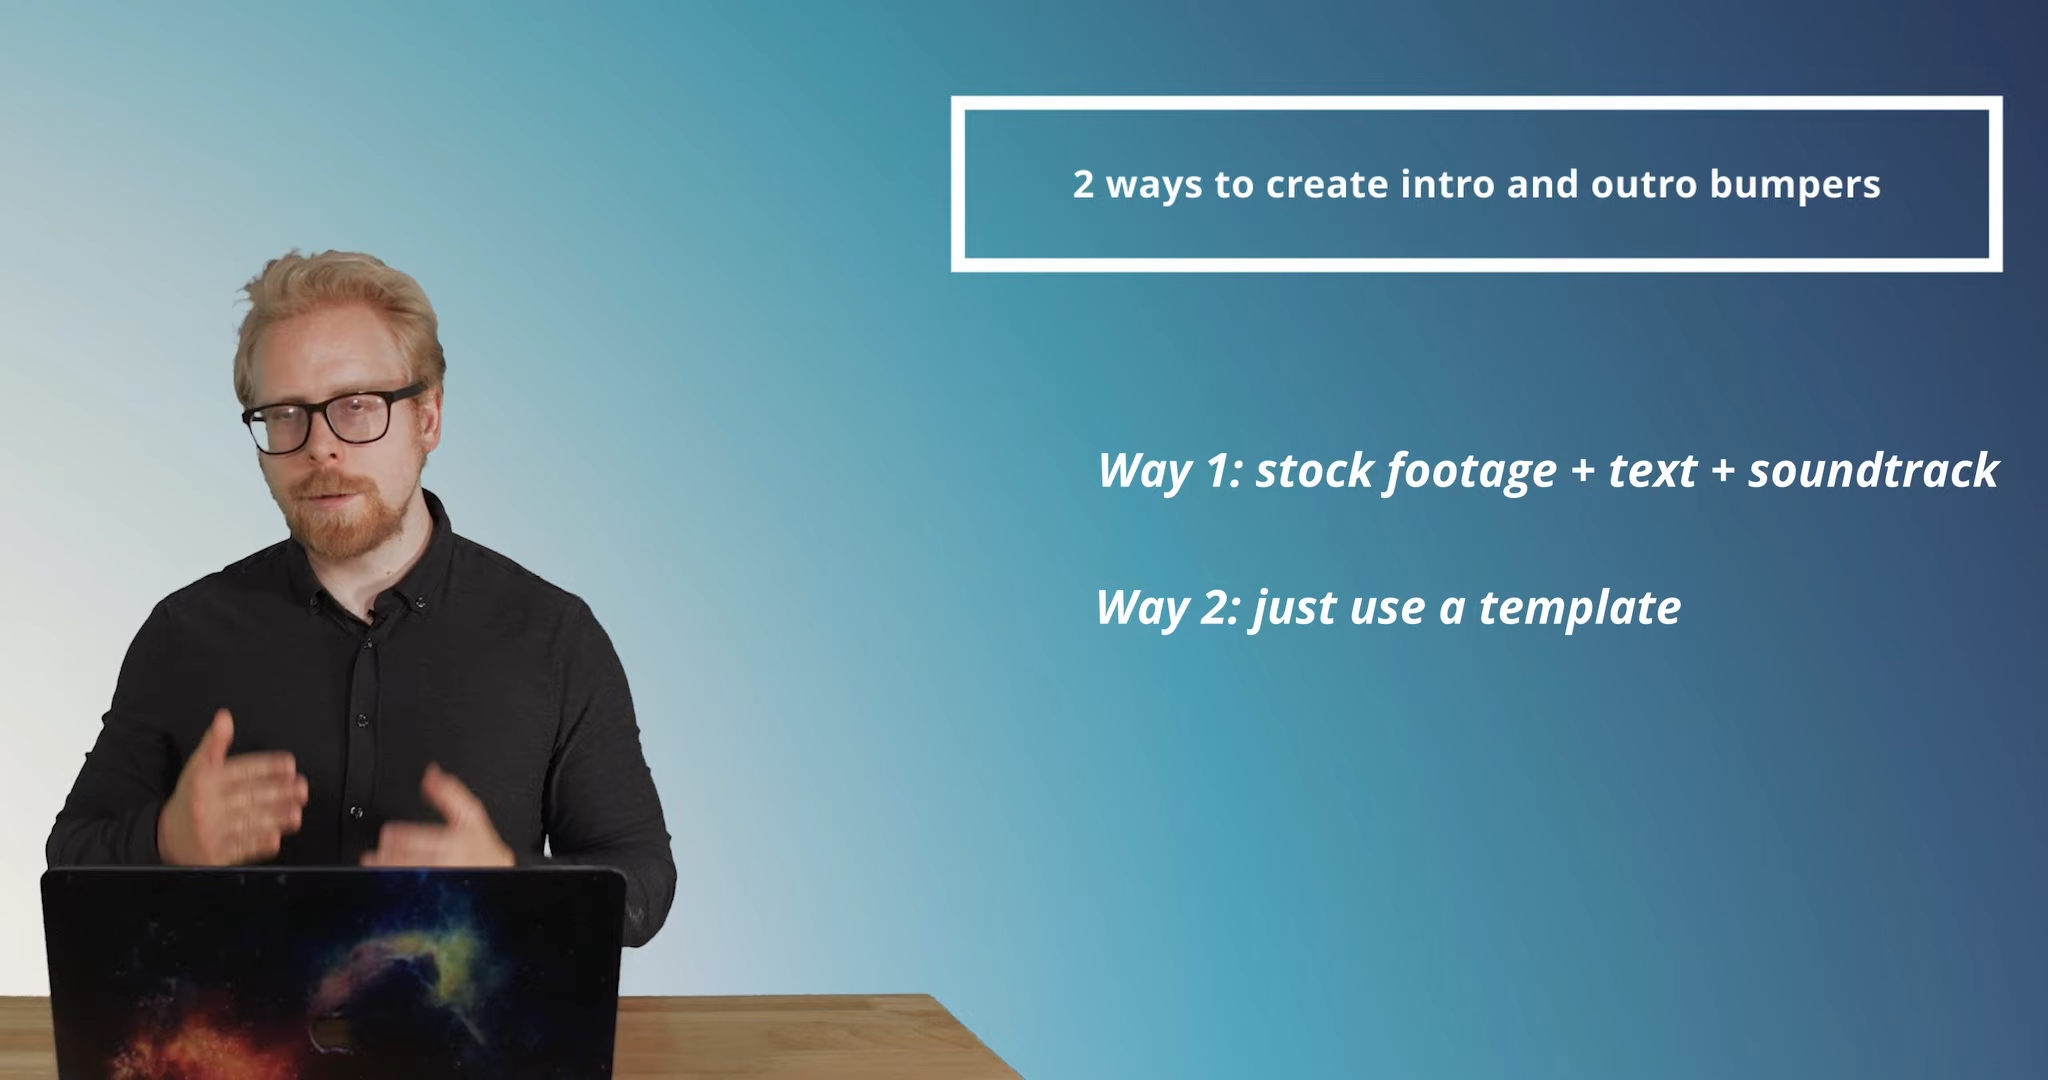 2 ways to create intro and outro bumpers
Way 1: stock footage + text + soundtrack
Way 2: just use a template